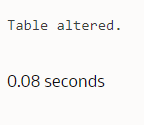 Table altered.
0.08 seconds